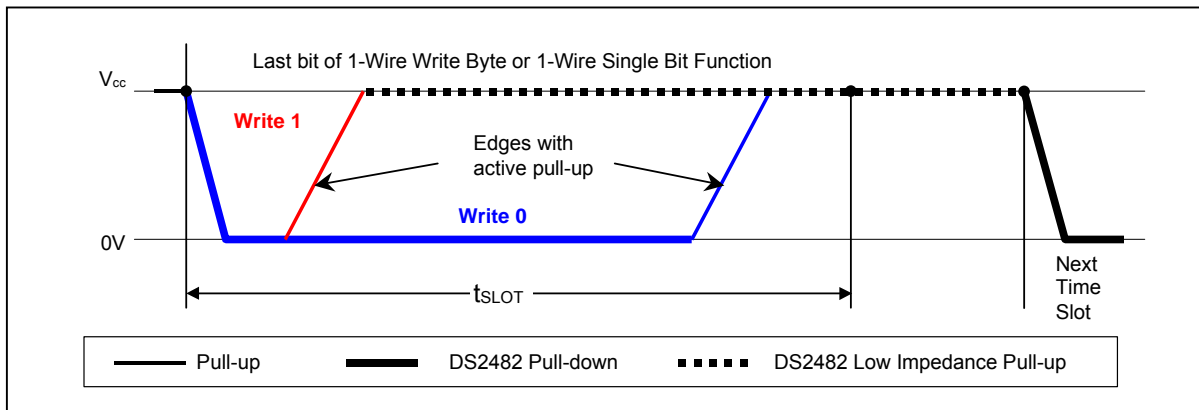 Last bit of 1-Wire Write Byte or 1-Wire Single Bit Function
Vcc
Write 1
Edges with
active pull-up
Write 0
0V
tSLOT
Next
Time
Slot
Pull-up
DS2482 Pull-down
DS2482 Low Impedance Pull-up